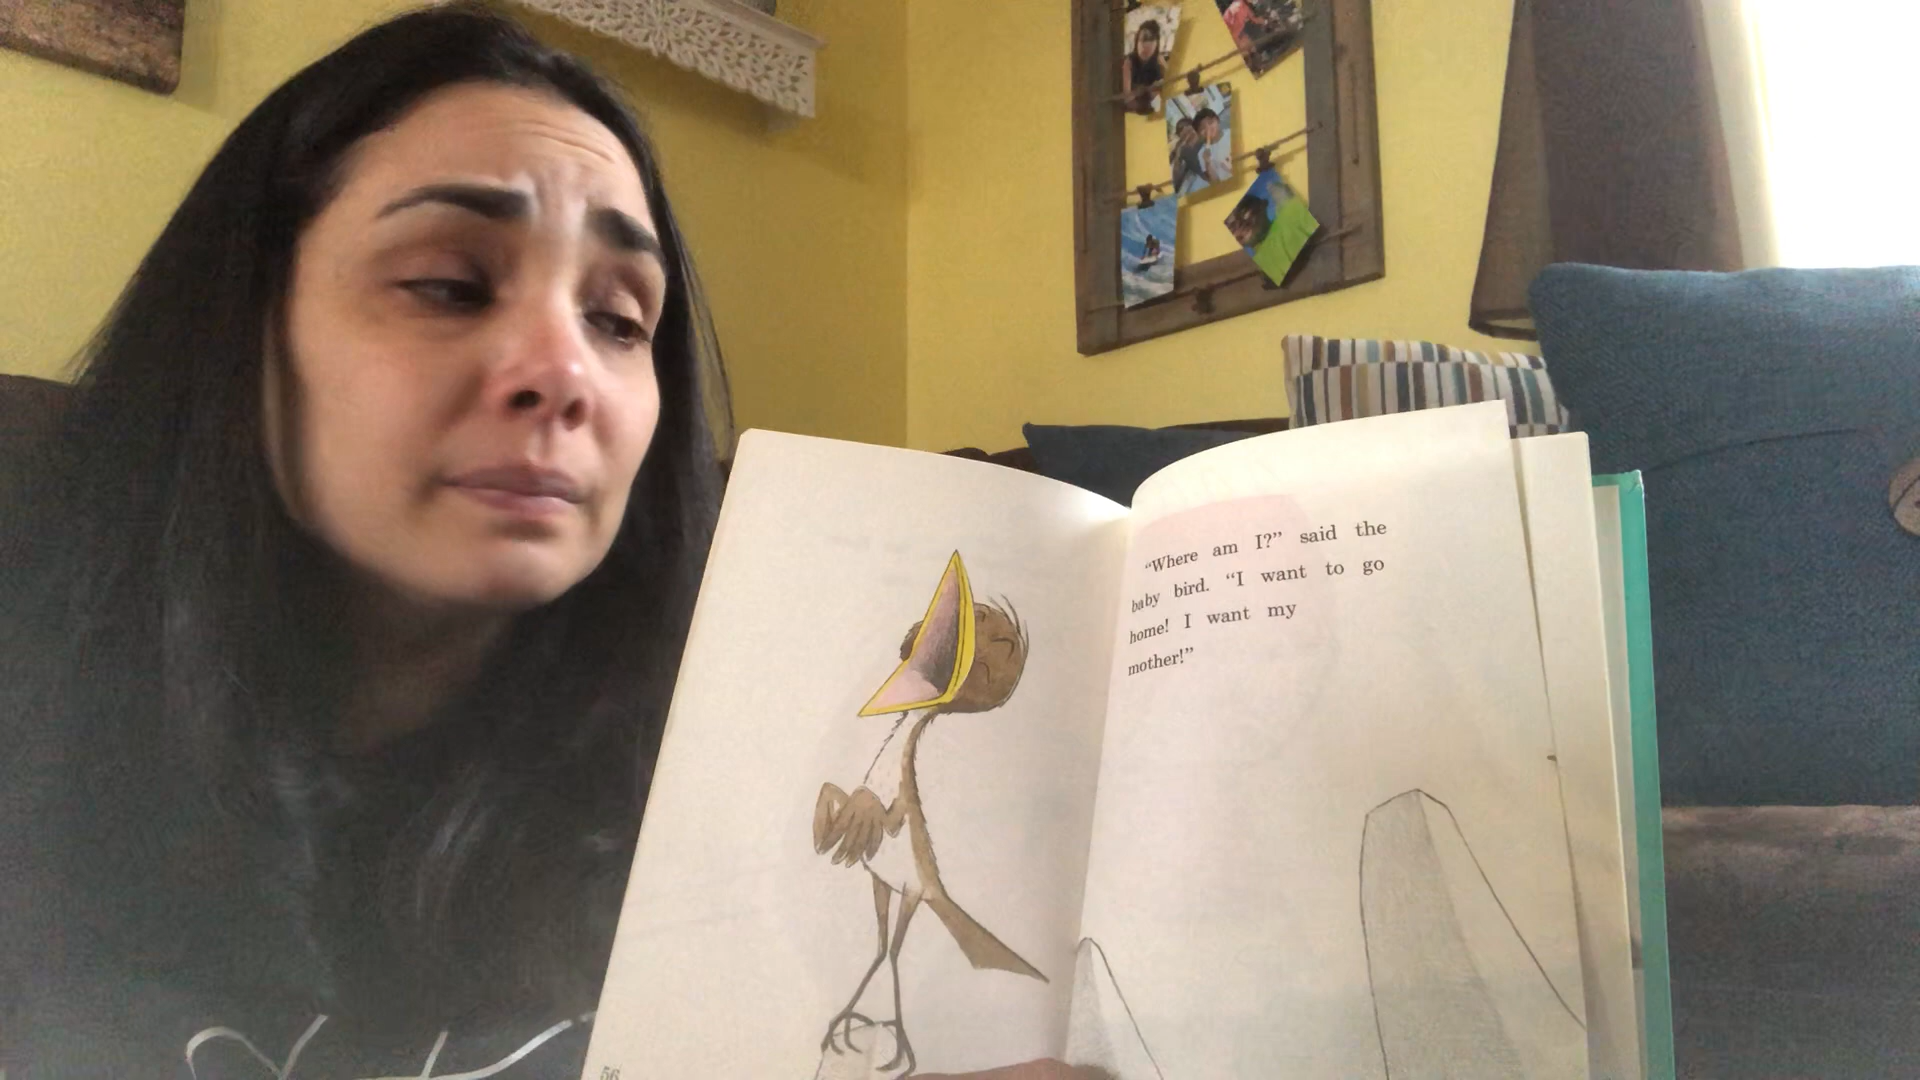 "Where am I?" said the
baby bird. "I want to go
home! I want my
mother!"
56